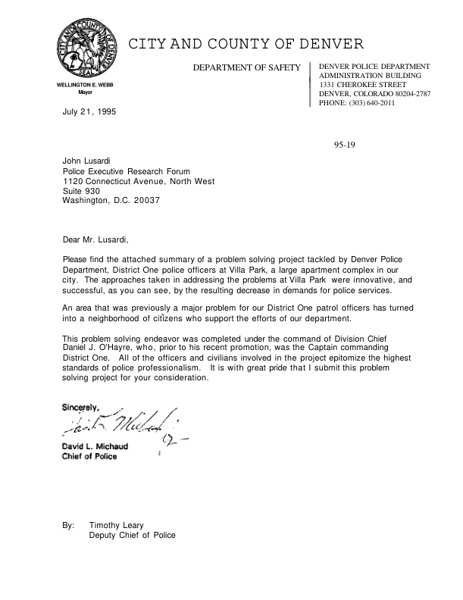 CITY AND COUNTY OF DENVER
DEPARTMENT OF SAFETY
DENVER POLICE DEPARTMENT
ADMINISTRATION BUILDING
1331 CHEROKEE STREET
DENVER, COLORADO 80204-2787
PHONE: (303) 640-2011
WELLINGTON E. WEBB
Mayor
July 21, 1995
95-19
John Lusardi
Police Executive Research Forum
1120 Connecticut Avenue, North West
Suite 930
Washington, D.C. 20037
Dear Mr. Lusardi,
Please find the attached summary of a problem solving project tackled by Denver Police
Department, District One police officers at Villa Park, a large apartment complex in our
city. The approaches taken in addressing the problems at Villa Park were innovative, and
successful, as you can see, by the resulting decrease in demands for police services.
An area that was previously a major problem for our District One patrol officers has turned
into a neighborhood of citizens who support the efforts of our department.
This problem solving endeavor was completed under the command of Division Chief
Daniel J. O'Hayre, who, prior to his recent promotion, was the Captain commanding
District One. All of the officers and civilians involved in the project epitomize the highest
standards of police professionalism. It is with great pride that I submit this problem
solving project for your consideration.
Sincerely,
David L. Michaud
Chief of Police
By: Timothy Leary
Deputy Chief of Police